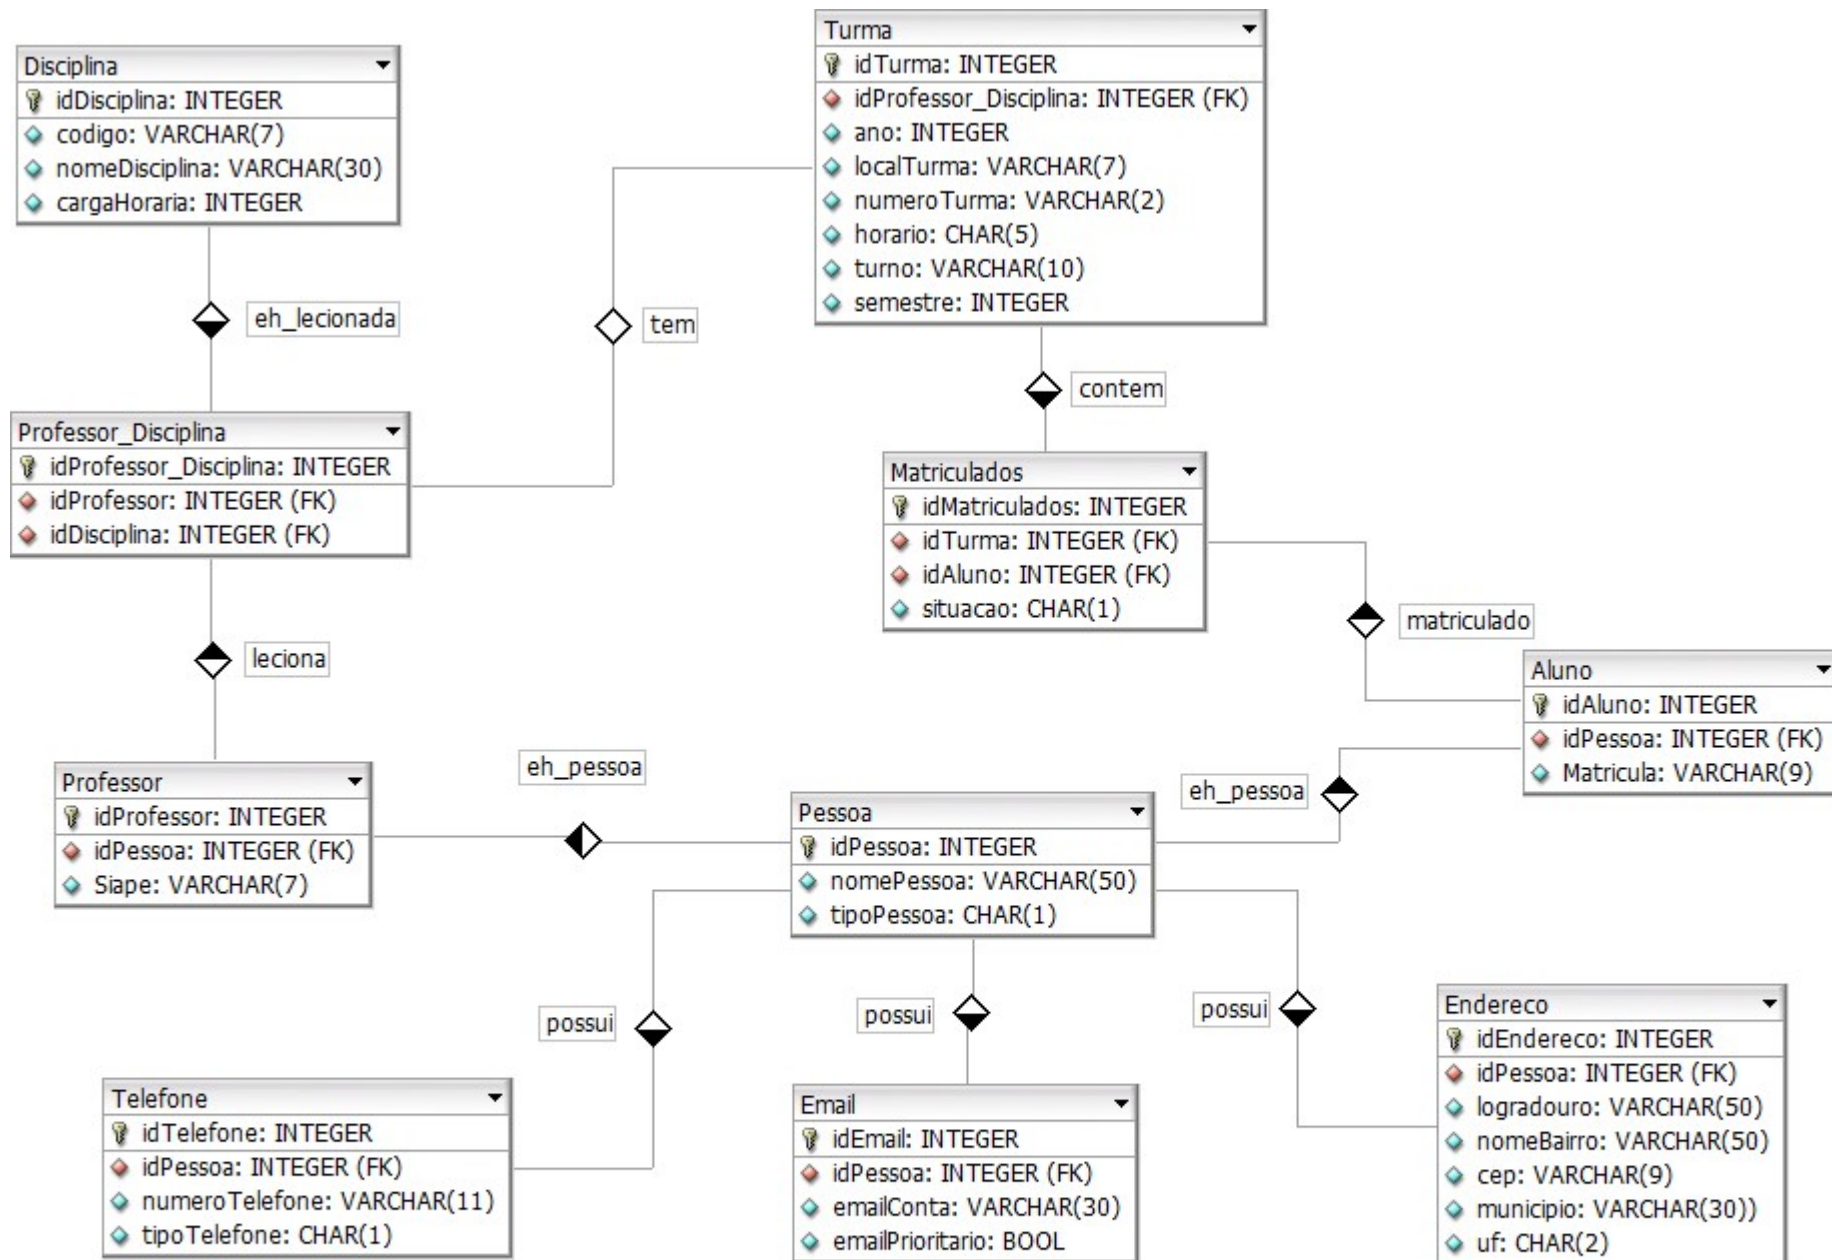 Disciplina
idDisciplina: INTEGER
codigo: VARCHAR(7)
nomeDisciplina: VARCHAR(30)
cargaHoraria: INTEGER
Turma
idTurma: INTEGER
idProfessor_Disciplina: INTEGER (FK)
ano: INTEGER
localTurma: VARCHAR(7)
numeroTurma: VARCHAR(2)
horario: CHAR(5)
turno: VARCHAR(10)
semestre: INTEGER
eh_lecionada
tem
contem
Professor_Disciplina
idProfessor_Disciplina: INTEGER
idProfessor: INTEGER (FK)
idDisciplina: INTEGER (FK)
Matriculados
idMatriculados: INTEGER
idTurma: INTEGER (FK)
idAluno: INTEGER (FK)
situacao: CHAR(1)
matriculado
leciona
Aluno
idAluno: INTEGER
idPessoa: INTEGER (FK)
Matricula: VARCHAR(9)
Professor
idProfessor: INTEGER
idPessoa: INTEGER (FK)
Siape: VARCHAR(7)
eh_pessoa
eh_pessoa
Pessoa
idPessoa: INTEGER
nomePessoa: VARCHAR(50)
tipoPessoa: CHAR(1)
possui
possui
possui
Telefone
idTelefone: INTEGER
idPessoa: INTEGER (FK)
numeroTelefone: VARCHAR(11)
tipoTelefone: CHAR(1)
Email
idEmail: INTEGER
idPessoa: INTEGER (FK)
emailConta: VARCHAR(30)
emailPrioritario: BOOL
Endereco
idEndereco: INTEGER
idPessoa: INTEGER (FK)
logradouro: VARCHAR(50)
nomeBairro: VARCHAR(50)
cep: VARCHAR(9)
municipio: VARCHAR(30))
uf: CHAR(2)